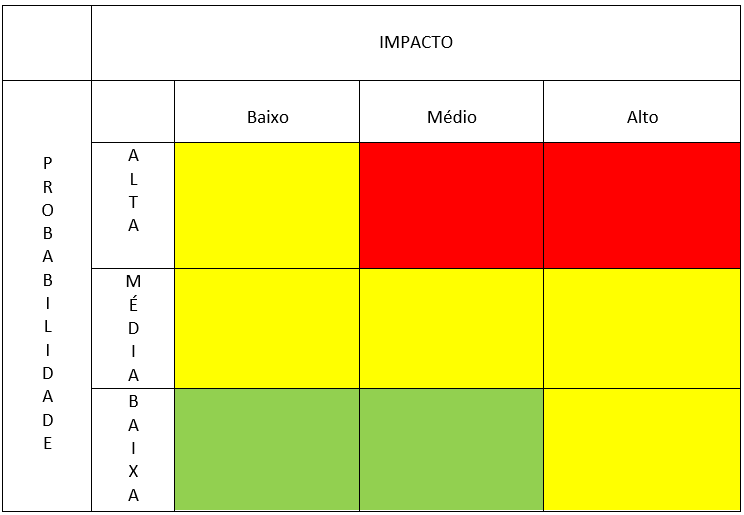 IMPACTO
Baixo Médio Alto
PROBABILIDADE
ALTA
MÉDIA
BAIXA